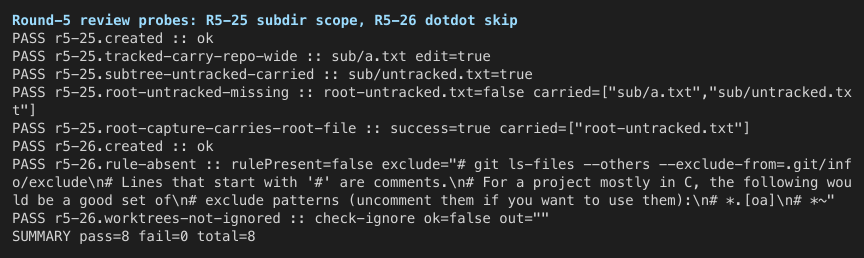 Round-5 review probes: R5-25 subdir scope, R5-26 dotdot skip
PASS r5-25.created :: ok
PASS r5-25.tracked-carry-repo-wide :: sub/a.txt edit=true
PASS r5-25.subtree-untracked-carried :: sub/untracked.txt=true
PASS r5-25.root-untracked-missing :: root-untracked.txt=false carried=["sub/a.txt","sub/untracked.tx
t"]
PASS r5-25.root-capture-carries-root-file :: success=true carried=["root-untracked.txt"]
PASS r5-26.created :: ok
PASS r5-26.rule-absent :: rulePresent=false exclude="# git ls-files --others --exclude-from=.git/inf
o/exclude\n# Lines that start with '#' are comments.\n# For a project mostly in C, the following wou
ld be a good set of\n# exclude patterns (uncomment them if you want to use them):\n# *.[oa]\n# *~"
PASS r5-26.worktrees-not-ignored :: check-ignore ok=false out=""
SUMMARY pass=8 fail=0 total=8